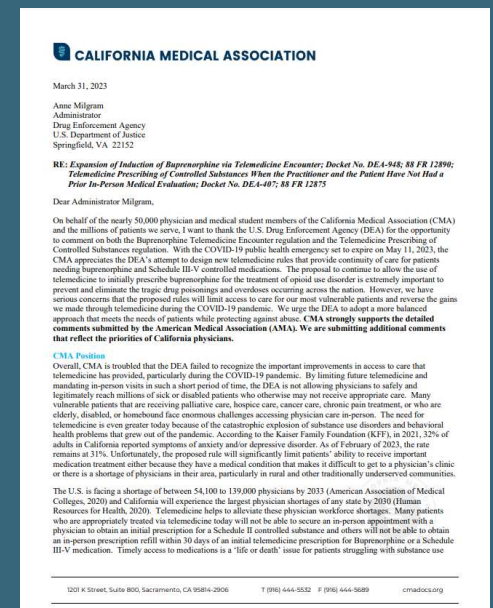 CALIFORNIA MEDICAL ASSOCIATION
March 31, 2023
Anne Milgram
Administrator
Drug Enforcement Agency
U.S. Department of Justice
Springfield, VA 22152
RE: Expansion of Induction of Buprenorphine via Telemedicine Encounter; Docket No. DEA-948; 88 FR 12890;
Telemedicine Prescribing of Controlled Substances When the Practitioner and the Patient Have Not Had a
Prior In-Person Medical Evaluation; Docket No. DEA-407; 88 FR 12875
Dear Administrator Milgram,
On behalf of the nearly 50,000 physician and medical student members of the California Medical Association (CMA)
and the millions of patients we serve, I want to thank the U.S. Drug Enforcement Agency (DEA) for the opportunity
to comment on both the Buprenorphine Telemedicine Encounter regulation and the Telemedicine Prescribing of
Controlled Substances regulation. With the COVID-19 public health emergency set to expire on May 11, 2023, the
CMA appreciates the DEA's attempt to design new telemedicine rules that provide continuity of care for patients
needing buprenorphine and Schedule III-V controlled medications. The proposal to continue to allow the use of
telemedicine to initially prescribe buprenorphine for the treatment of opioid use disorder is extremely important to
prevent and eliminate the tragic drug poisonings and overdoses occurring across the nation. However, we have
serious concerns that the proposed rules will limit access to care for our most vulnerable patients and reverse the gains
we made through telemedicine during the COVID-19 pandemic. We urge the DEA to adopt a more balanced
approach that meets the needs of patients while protecting against abuse. CMA strongly supports the detailed
comments submitted by the American Medical Association (AMA). We are submitting additional comments
that reflect the priorities of California physicians.
CMA Position
Overall, CMA is troubled that the DEA failed to recognize the important improvements in access to care that
telemedicine has provided, particularly during the COVID-19 pandemic. By limiting future telemedicine and
mandating in-person visits in such a short period of time, the DEA is not allowing physicians to safely and
legitimately reach millions of sick or disabled patients who otherwise may not receive appropriate care. Many
vulnerable patients that are receiving palliative care, hospice care, cancer care, chronic pain treatment, or who are
elderly, disabled, or homebound face enormous challenges accessing physician care in-person. The need for
telemedicine is even greater today because of the catastrophic explosion of substance use disorders and behavioral
health problems that grew out of the pandemic. According to the Kaiser Family Foundation (KFF), in 2021, 32% of
adults in California reported symptoms of anxiety and/or depressive disorder. As of February of 2023, the rate
remains at 31%. Unfortunately, the proposed rule will significantly limit patients' ability to receive important
medication treatment either because they have a medical condition that makes it difficult to get to a physician's clinic
or there is a shortage of physicians in their area, particularly in rural and other traditionally underserved communities.
The U.S. is facing a shortage of between 54,100 to 139,000 physicians by 2033 (American Association of Medical
Colleges, 2020) and California will experience the largest physician shortages of any state by 2030 (Human
Resources for Health, 2020). Telemedicine helps to alleviate these physician workforce shortages. Many patients
who are appropriately treated via telemedicine today will not be able to secure an in-person appointment with a
physician to obtain an initial prescription for a Schedule II controlled substance and others will not be able to obtain
an in-person prescription refill within 30 days of an initial telemedicine prescription for Buprenorphine or a Schedule
III-V medication. Timely access to medications is a 'life or death' issue for patients struggling with substance use
1201 K Street, Suite 800, Sacramento, CA 95814-2906 T (916) 444-5532 F (916) 444-5689 cmadocs.org